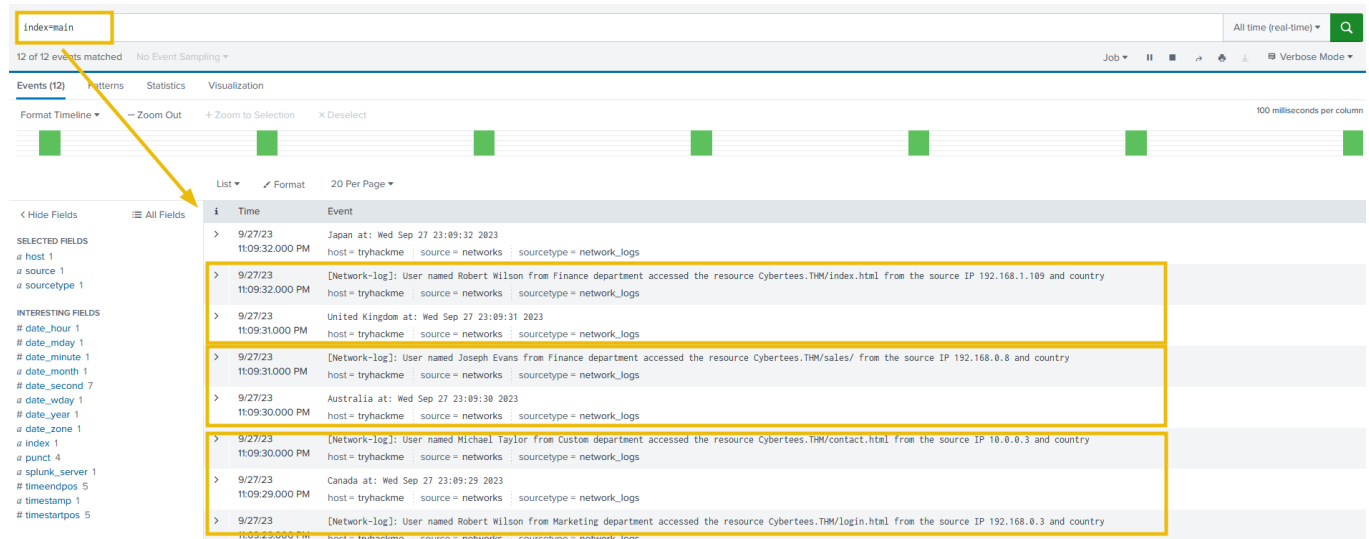 index=main
All time (real-time)
12 of 12 events matched No Event Sampling
Job Verbose Mode
Events (12) Patterns Statistics Visualization
Format Timeline — Zoom Out + Zoom to Selection × Deselect
100 milliseconds per column
List Format 20 Per Page
< Hide Fields All Fields
i Time Event
SELECTED FIELDS
a host 1
a source 1
a sourcetype 1
INTERESTING FIELDS
# date_hour 1
# date_mday 1
# date_minute 1
a date_month 1
# date_second 7
a date_wday 1
# date_year 1
a date_zone 1
a index 1
a punct 4
a splunk_server 1
# timeendpos 5
a timestamp 1
# timestartpos 5
> 9/27/23 Japan at: Wed Sep 27 23:09:32 2023
11:09:32.000 PM host = tryhackme source = networks sourcetype = network_logs
> 9/27/23 [Network-log]: User named Robert Wilson from Finance department accessed the resource Cybertees.THM/index.html from the source IP 192.168.1.109 and country
11:09:32.000 PM host = tryhackme source = networks sourcetype = network_logs
> 9/27/23 United Kingdom at: Wed Sep 27 23:09:31 2023
11:09:31.000 PM host = tryhackme source = networks sourcetype = network_logs
> 9/27/23 [Network-log]: User named Joseph Evans from Finance department accessed the resource Cybertees.THM/sales/ from the source IP 192.168.0.8 and country
11:09:31.000 PM host = tryhackme source = networks sourcetype = network_logs
> 9/27/23 Australia at: Wed Sep 27 23:09:30 2023
11:09:30.000 PM host = tryhackme source = networks sourcetype = network_logs
> 9/27/23 [Network-log]: User named Michael Taylor from Custom department accessed the resource Cybertees.THM/contact.html from the source IP 10.0.0.3 and country
11:09:30.000 PM host = tryhackme source = networks sourcetype = network_logs
> 9/27/23 Canada at: Wed Sep 27 23:09:29 2023
11:09:29.000 PM host = tryhackme source = networks sourcetype = network_logs
> 9/27/23 [Network-log]: User named Robert Wilson from Marketing department accessed the resource Cybertees.THM/login.html from the source IP 192.168.0.3 and country
11:09:29.000 PM host = tryhackme source = networks sourcetype = network_logs